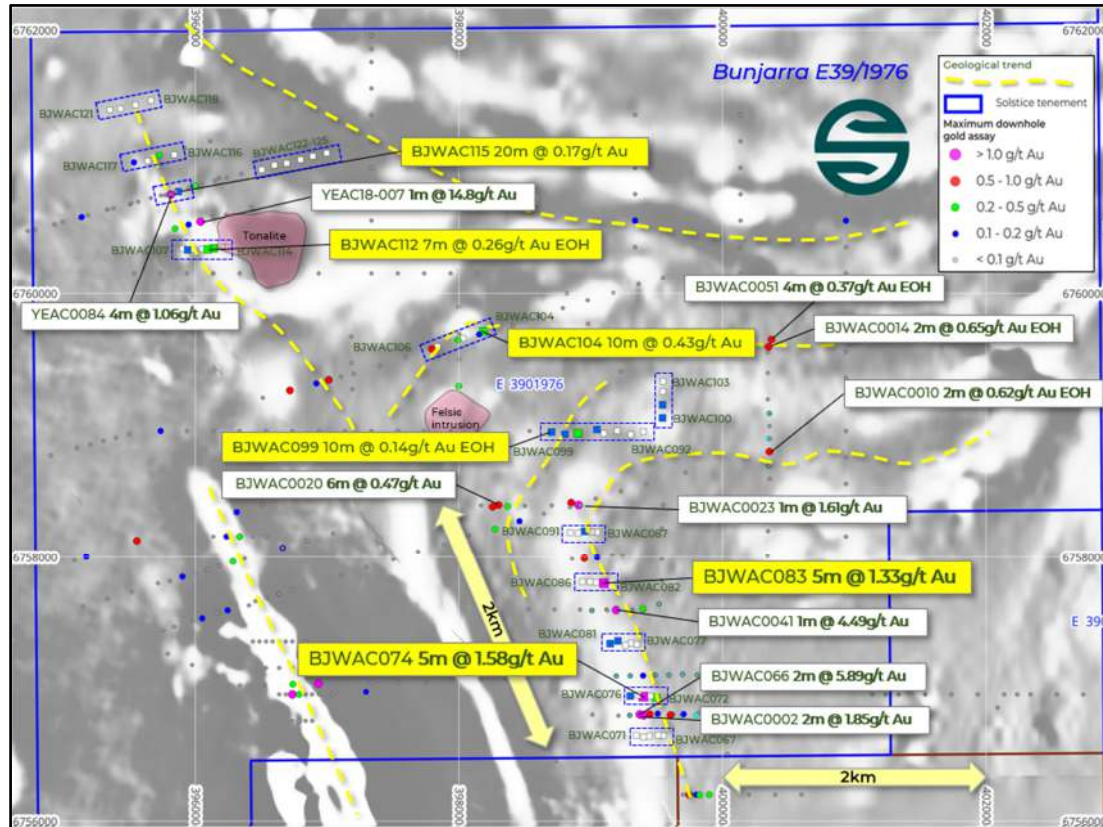 396000
398000
400000
402000
6762000
6762000
Bunjarra E39/1976
Geological trend
Solstice tenement
Maximum downhole
gold assay
> 1.0 g/t Au
0.5 - 1.0 g/t Au
0.2 - 0.5 g/t Au
0.1 - 0.2 g/t Au
< 0.1 g/t Au
BJWAC118
BJWAC121
BJWAC116
BJWAC117
BJWAC122-125
BJWAC115 20m @ 0.17g/t Au
YEAC18-007 1m @ 14.8g/t Au
Tonalite
BJWAC107
BJWAC114
BJWAC112 7m @ 0.26g/t Au EOH
6760000
6760000
YEAC0084 4m @ 1.06g/t Au
BJWAC0051 4m @ 0.37g/t Au EOH
BJWAC104
BJWAC106
BJWAC104 10m @ 0.43g/t Au
BJWAC0014 2m @ 0.65g/t Au EOH
E 3901976
BJWAC103
BJWAC100
BJWAC0010 2m @ 0.62g/t Au EOH
Felsic
intrusion
BJWAC099 10m @ 0.14g/t Au EOH
BJWAC099
BJWAC092
BJWAC0020 6m @ 0.47g/t Au
BJWAC0023 1m @ 1.61g/t Au
BJWAC091
BJWAC087
6758000
6758000
BJWAC086
BJWAC082
BJWAC083 5m @ 1.33g/t Au
2km
BJWAC0041 1m @ 4.49g/t Au
E 390
BJWAC081
BJWAC077
BJWAC074 5m @ 1.58g/t Au
BJWAC066 2m @ 5.89g/t Au
BJWAC076
BJWAC072
BJWAC0002 2m @ 1.85g/t Au
BJWAC071
BJWAC067
2km
6756000
6756000
396000
398000
400000
402000